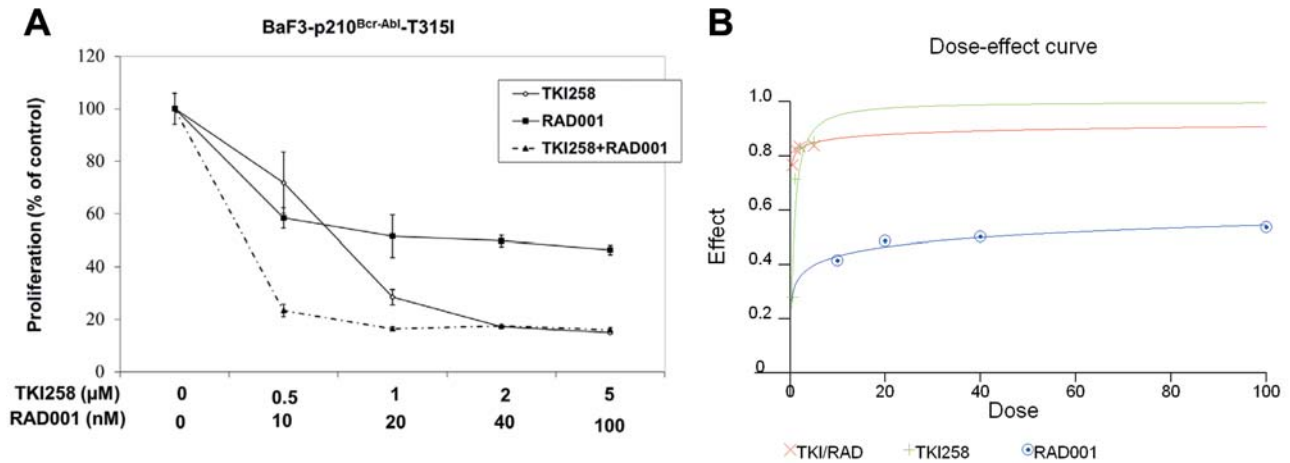 A
BaF3-p210Bcr-Abl-T315I
120
100
80
60
40
20
0
Proliferation (% of control)
TKI258
RAD001
TKI258+RAD001
TKI258 (µM) 0 0.5 1 2 5
RAD001 (nM) 0 10 20 40 100
B
Dose-effect curve
1.0
0.8
0.6
0.4
0.2
0
Effect
0 20 40 60 80 100
Dose
TKI/RAD TKI258 RAD001